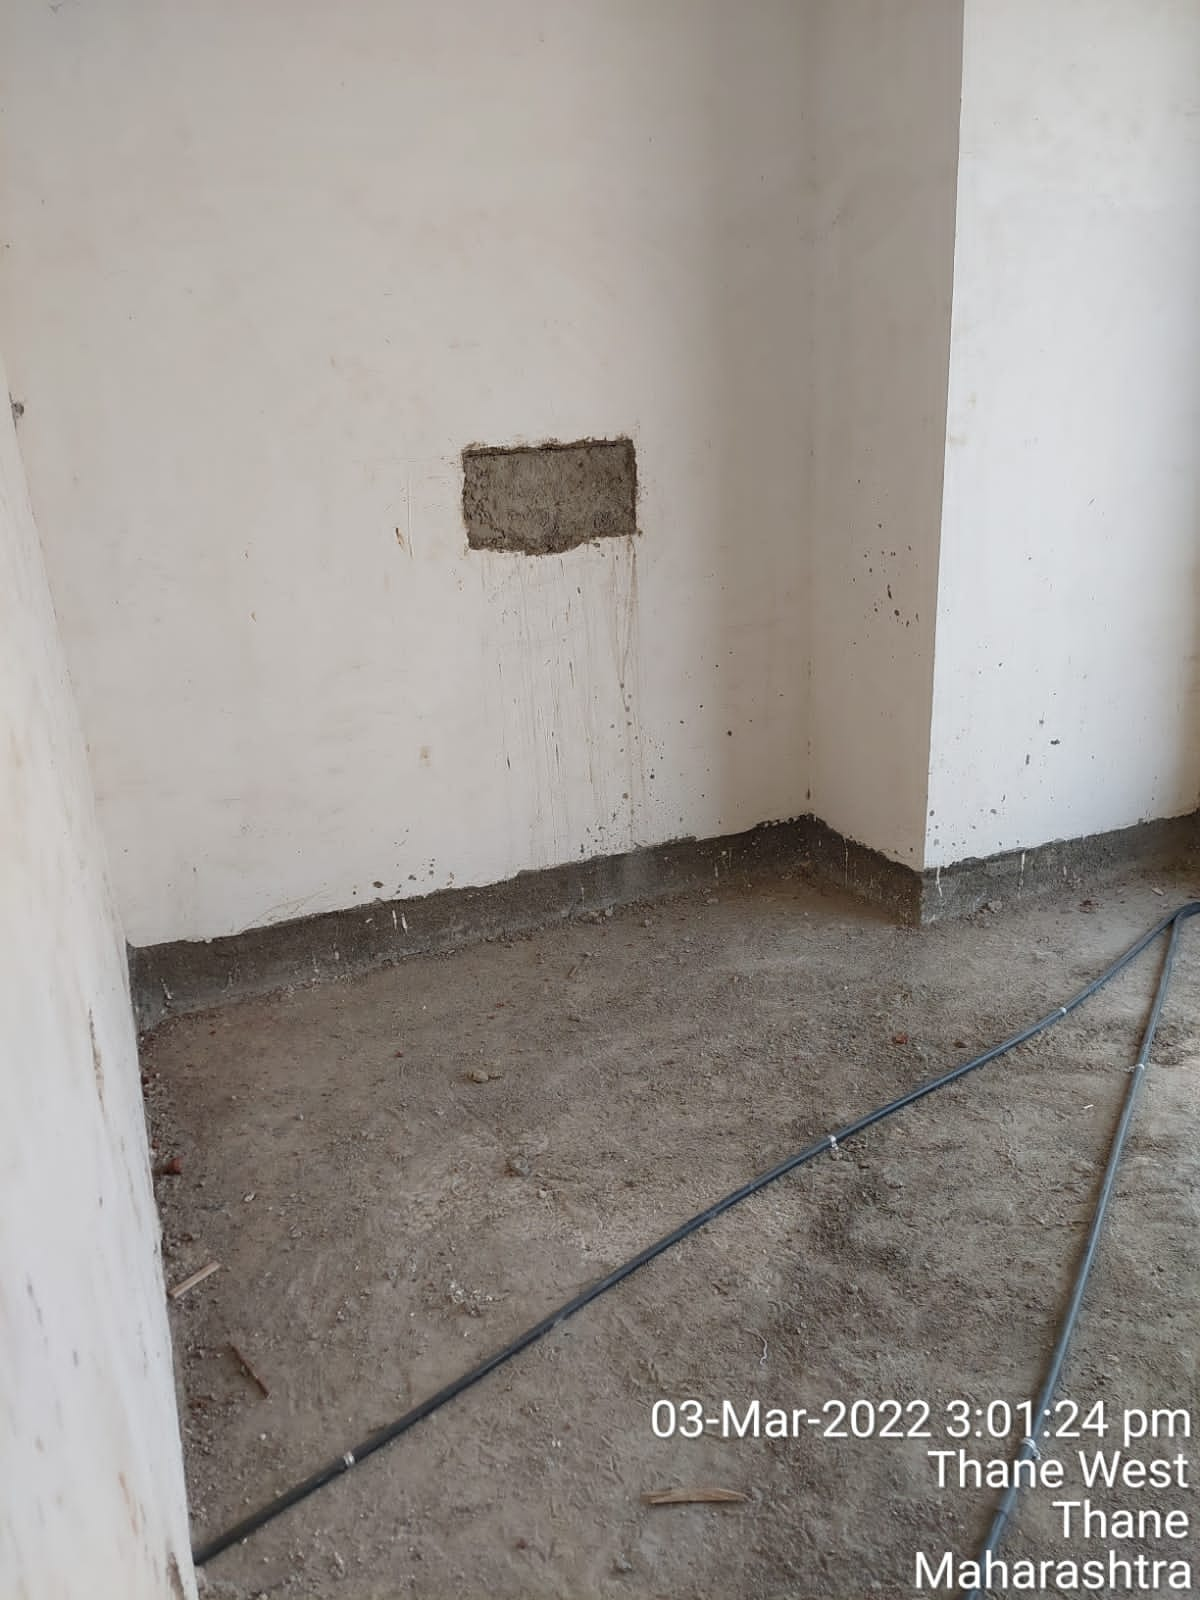 03-Mar-2022 3:01:24 pm
Thane West
Thane
Maharashtra